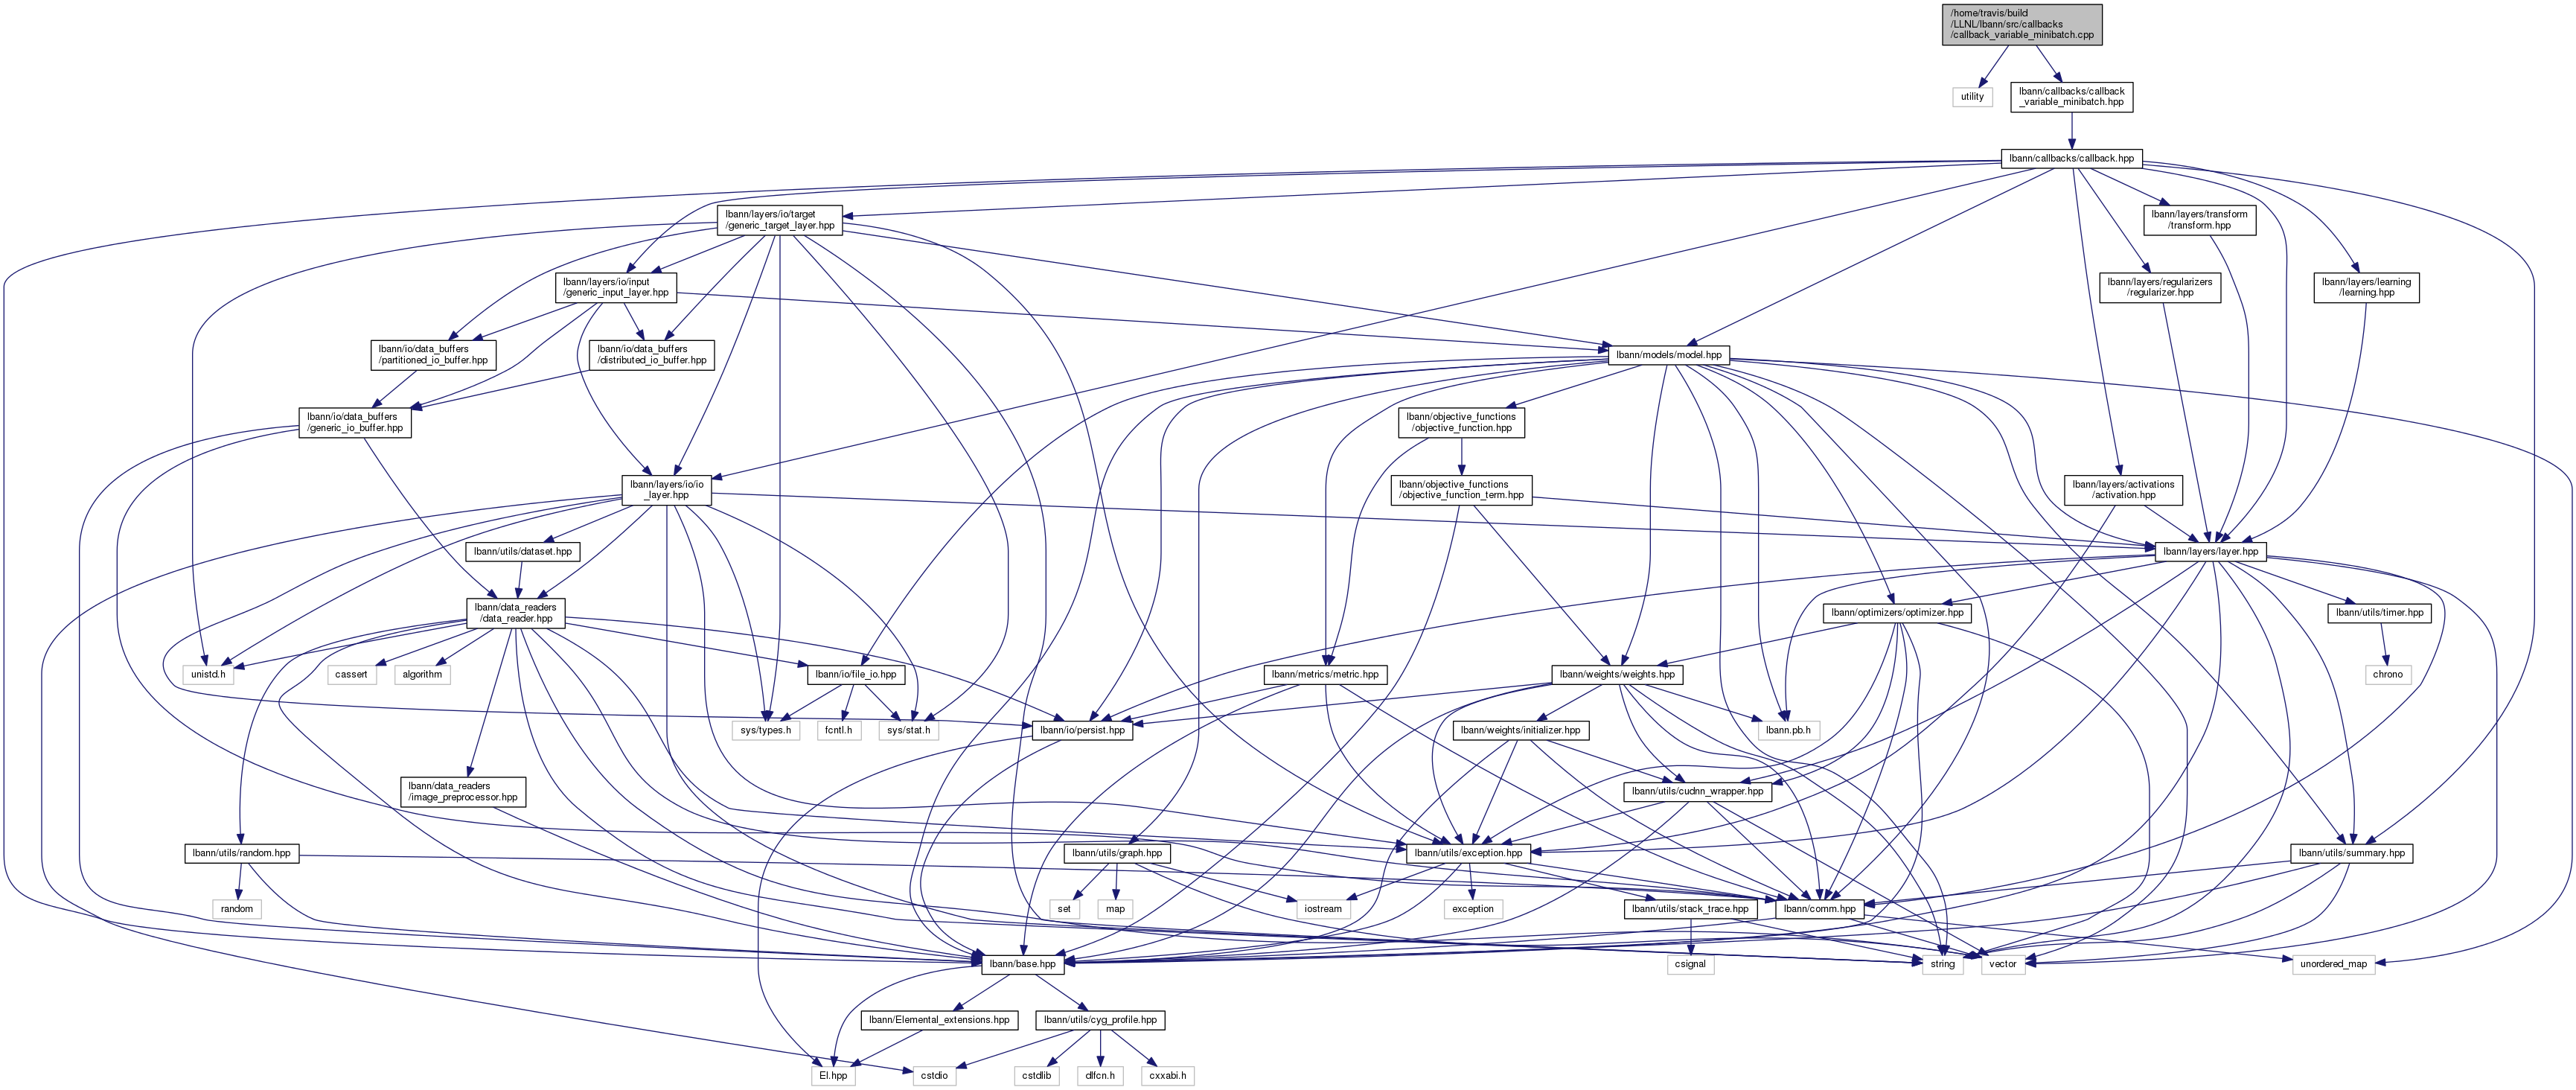 /home/travis/build
/LLNL/lbann/src/callbacks
/callback_variable_minibatch.cpp
utility
lbann/callbacks/callback
_variable_minibatch.hpp
lbann/callbacks/callback.hpp
lbann/layers/io/target
/generic_target_layer.hpp
lbann/layers/transform
/transform.hpp
lbann/layers/io/input
/generic_input_layer.hpp
lbann/layers/regularizers
/regularizer.hpp
lbann/layers/learning
/learning.hpp
lbann/io/data_buffers
/partitioned_io_buffer.hpp
lbann/io/data_buffers
/distributed_io_buffer.hpp
lbann/models/model.hpp
lbann/io/data_buffers
/generic_io_buffer.hpp
lbann/objective_functions
/objective_function.hpp
lbann/layers/io/io
_layer.hpp
lbann/objective_functions
/objective_function_term.hpp
lbann/layers/activations
/activation.hpp
lbann/utils/dataset.hpp
lbann/layers/layer.hpp
lbann/data_readers
/data_reader.hpp
lbann/optimizers/optimizer.hpp
lbann/utils/timer.hpp
unistd.h
cassert
algorithm
lbann/io/file_io.hpp
lbann/metrics/metric.hpp
lbann/weights/weights.hpp
chrono
sys/types.h
fcntl.h
sys/stat.h
lbann/io/persist.hpp
lbann/weights/initializer.hpp
lbann.pb.h
lbann/data_readers
/image_preprocessor.hpp
lbann/utils/cudnn_wrapper.hpp
lbann/utils/random.hpp
lbann/utils/graph.hpp
lbann/utils/exception.hpp
lbann/utils/summary.hpp
random
set
map
iostream
exception
lbann/utils/stack_trace.hpp
lbann/comm.hpp
lbann/base.hpp
csignal
string
vector
unordered_map
lbann/Elemental_extensions.hpp
lbann/utils/cyg_profile.hpp
El.hpp
cstdio
cstdlib
dlfcn.h
cxxabi.h